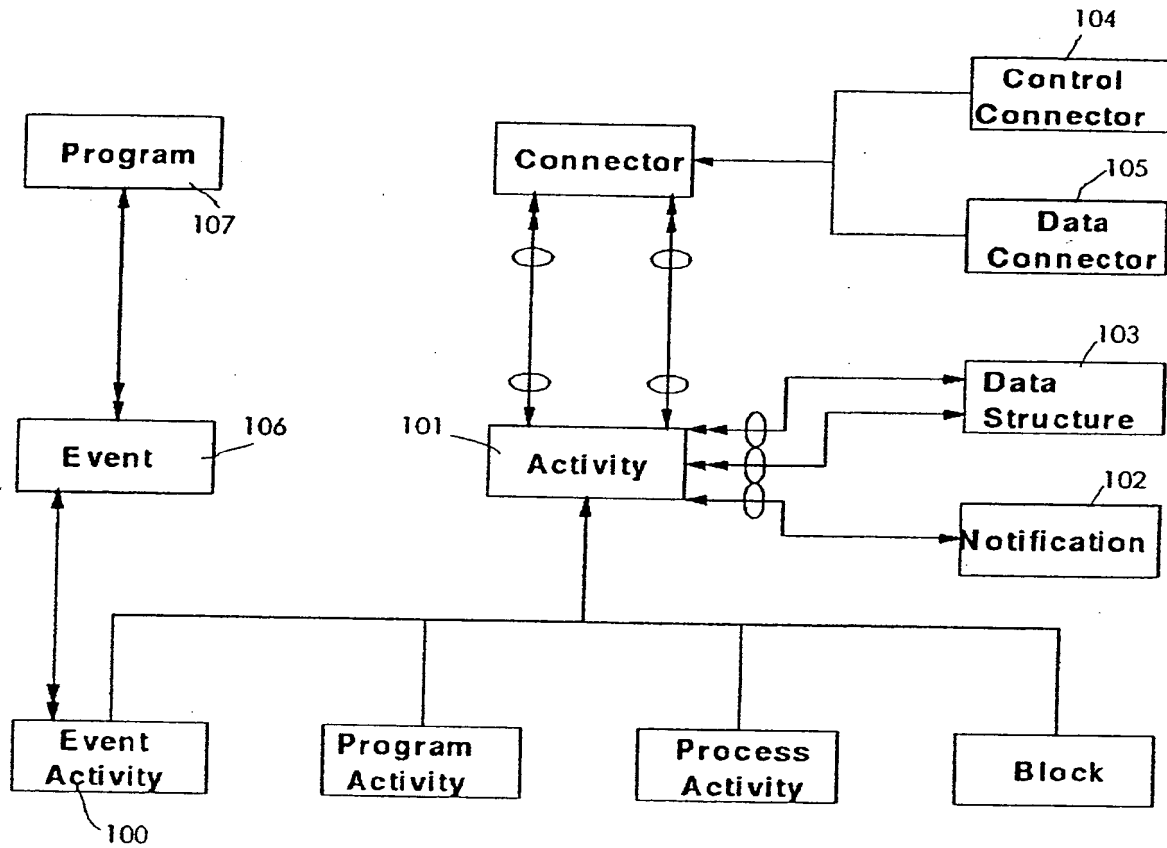 104
Control
Connector
Program
107
Connector
105
Data
Connector
103
Data
Structure
106
Event
101
Activity
102
Notification
Event
Activity
100
Program
Activity
Process
Activity
Block